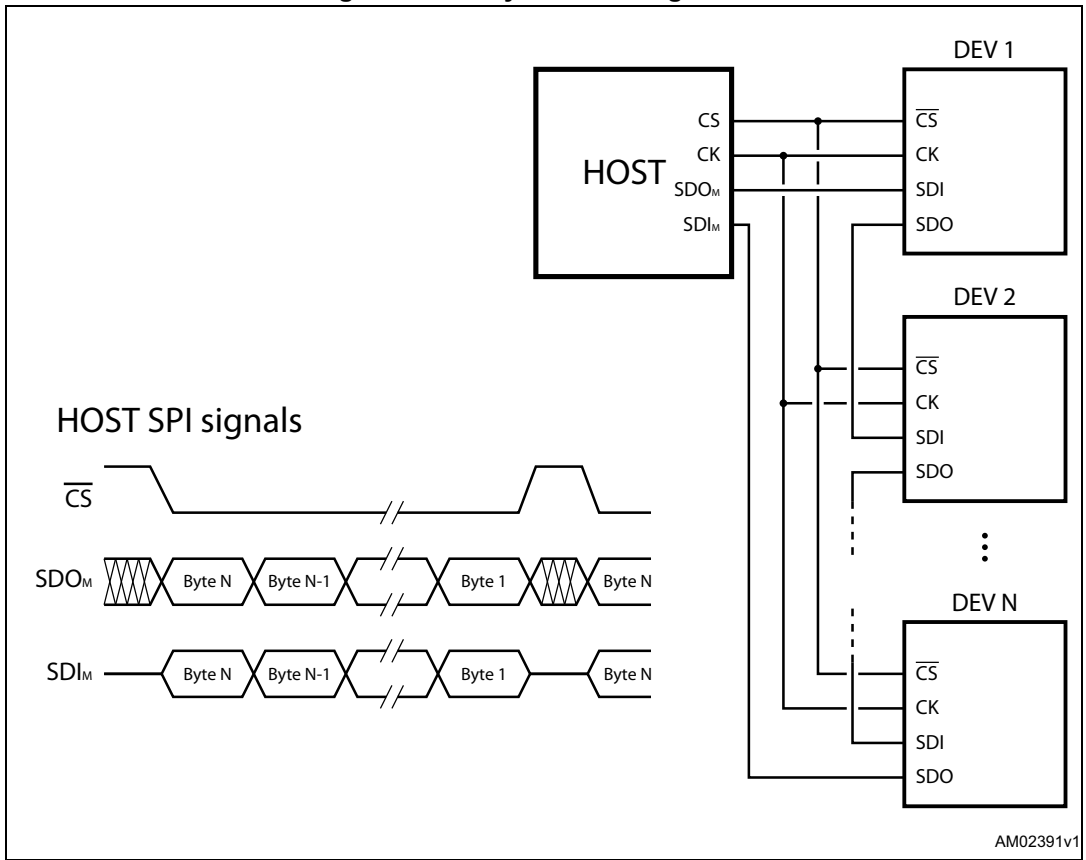 DEV 1
CS
CK
SDOM
SDIM
HOST
CS
CK
SDI
SDO
DEV 2
CS
CK
SDI
SDO
DEV N
CS
CK
SDI
SDO
HOST SPI signals
CS
SDOM Byte N Byte N-1 Byte 1 Byte N
SDIM Byte N Byte N-1 Byte 1 Byte N
AM02391v1